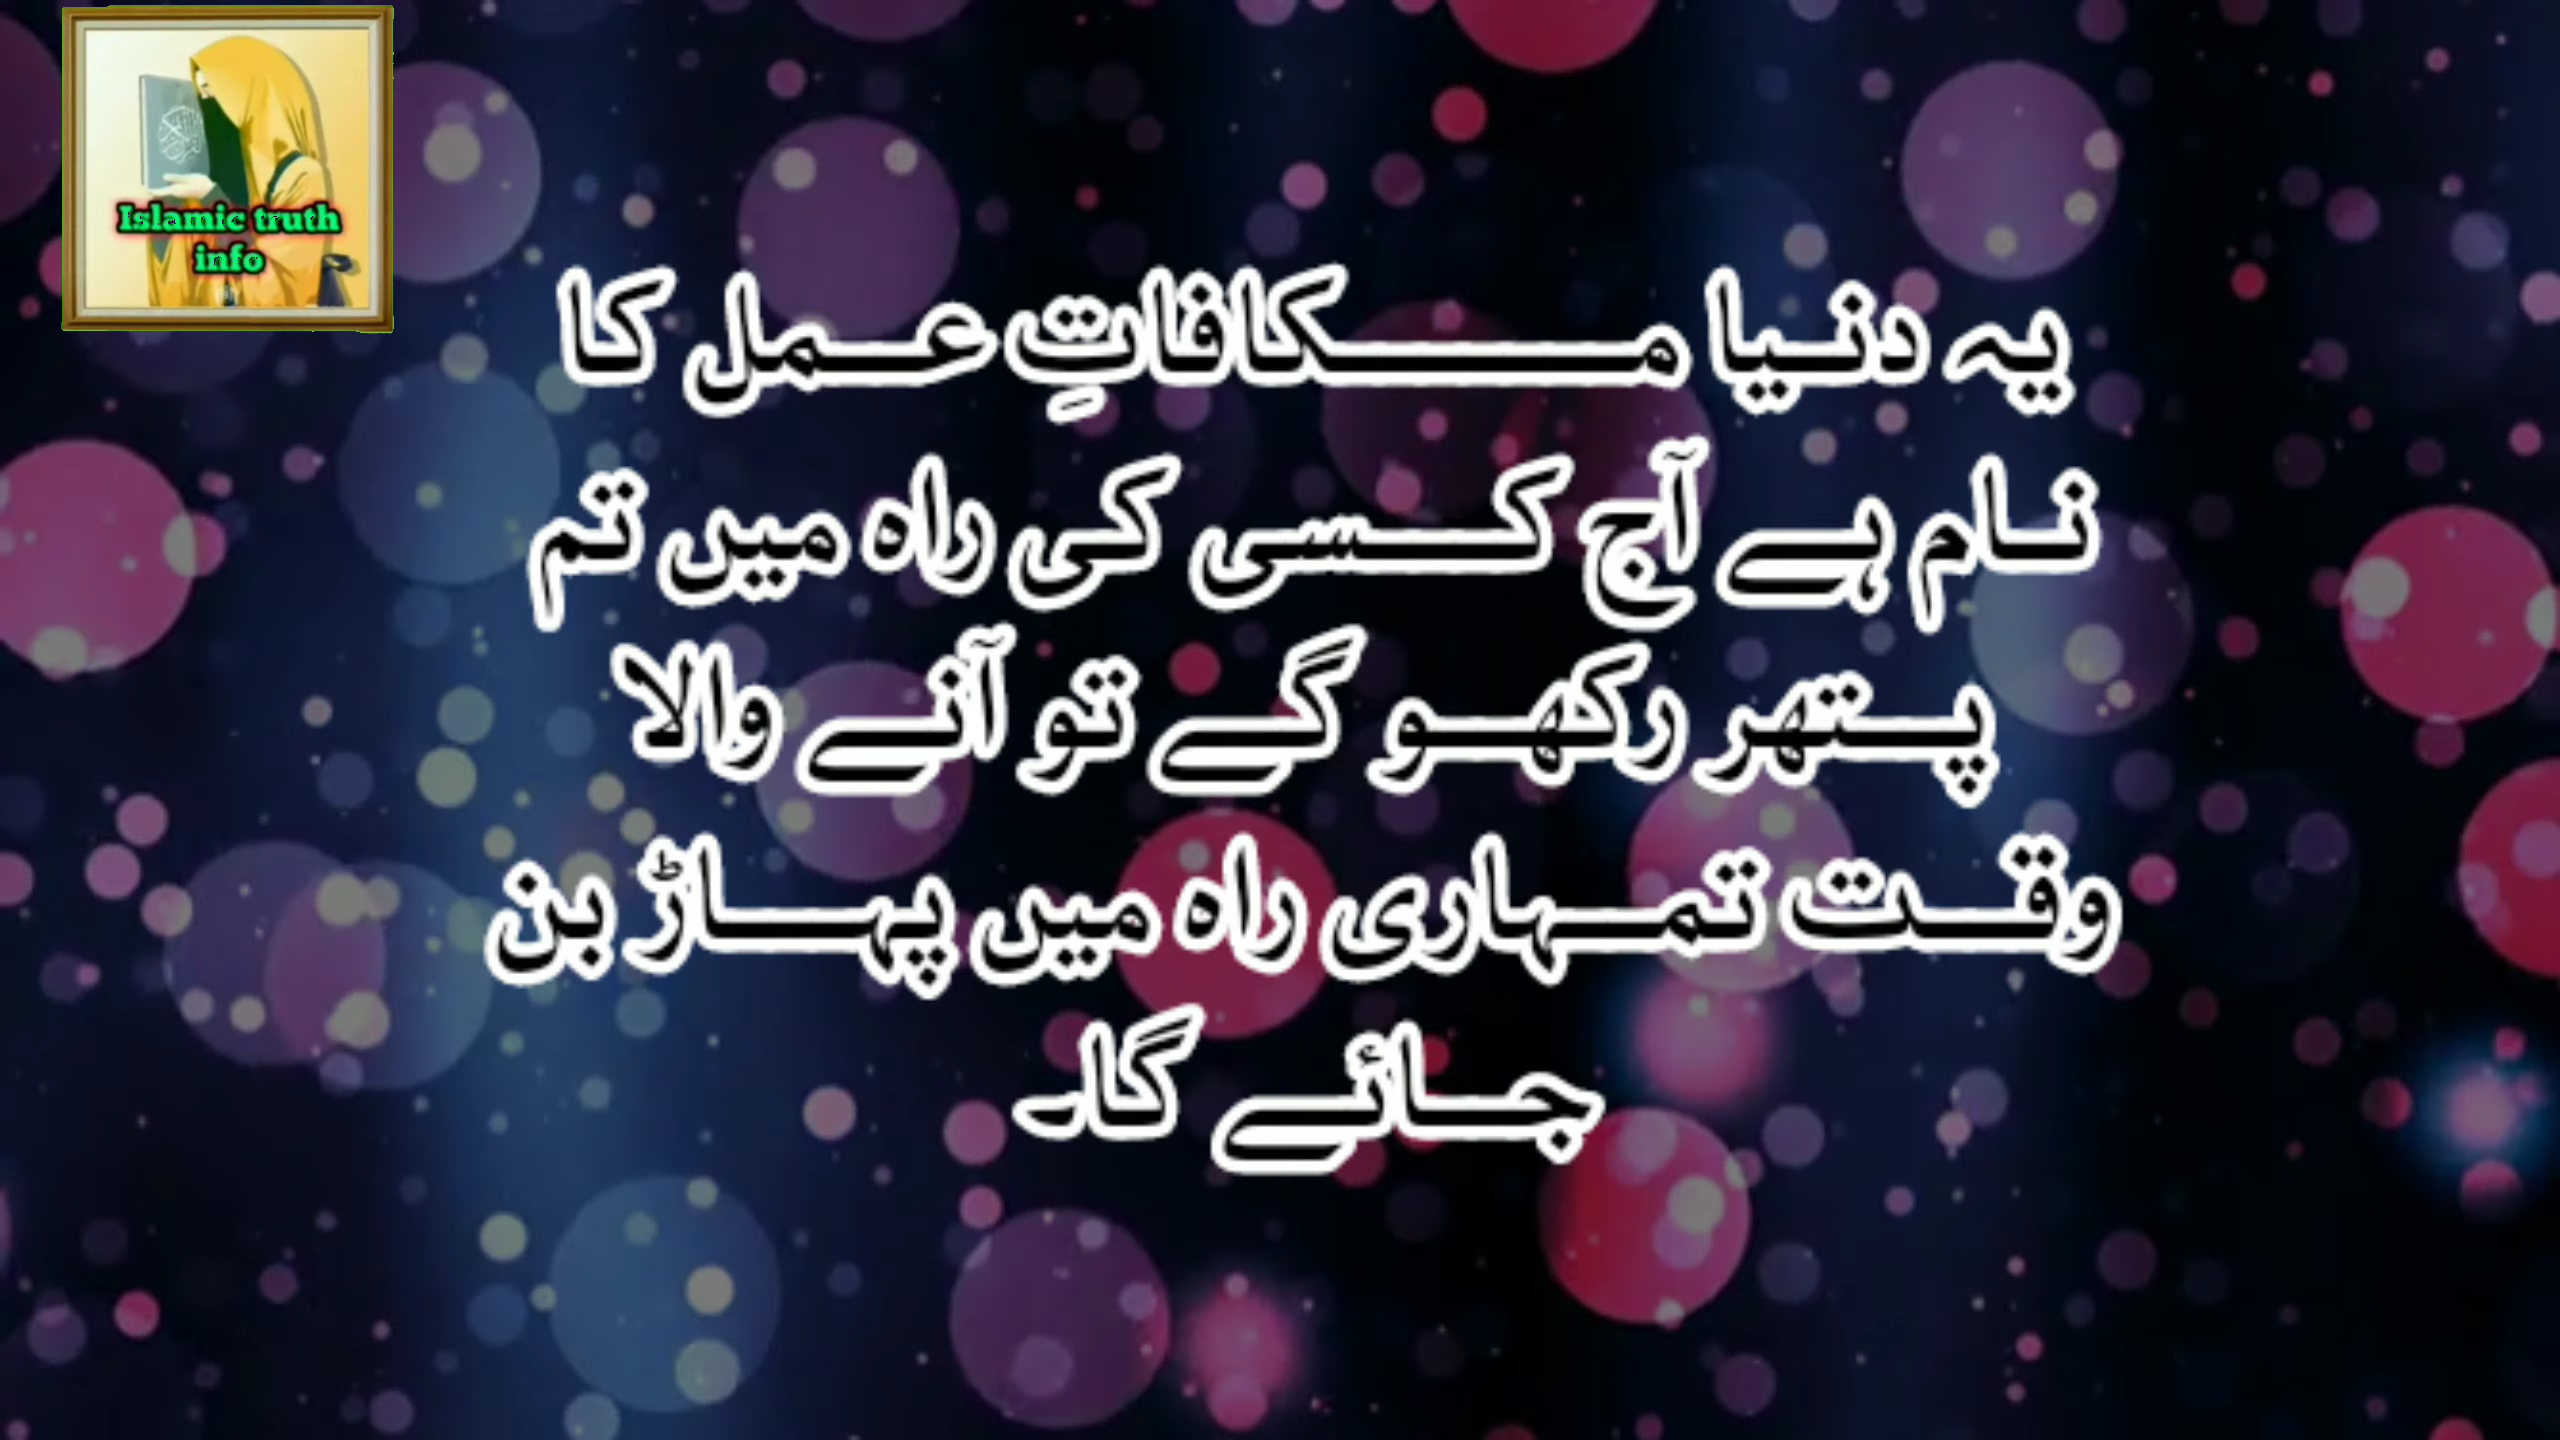 Islamic truth
info
یہ دنیا مکافاتِ عمل کا
نام ہے آج کسی کی راہ میں تم
پتھر رکھو گے تو آنے والا
وقت تمہاری راہ میں پہاڑ بن
جائے گا۔